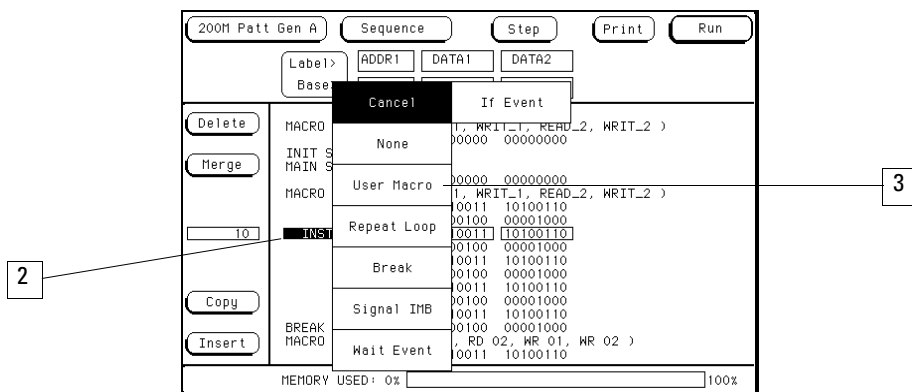 200M Patt Gen A Sequence Step Print Run
Label> ADDR1 DATA1 DATA2
Base
Cancel If Event
Delete MACRO T, WRIT_1, READ_2, WRIT_2 )
None 00000 00000000
INIT S
Merge MAIN S
User Macro 00000 00000000
3
MACRO 1, WRIT_1, READ_2, WRIT_2 )
10011 10100110
Repeat Loop 00100 00001000
10 INST 10011 10100110
00100 00001000
Break 10011 10100110
2
00100 00001000
10011 10100110
Copy Signal IMB 00100 00001000
10011 10100110
BREAK 00100 00001000
Insert MACRO , RD 02, WR 01, WR 02 )
Wait Event 10011 10100110
MEMORY USED: 0% 100%